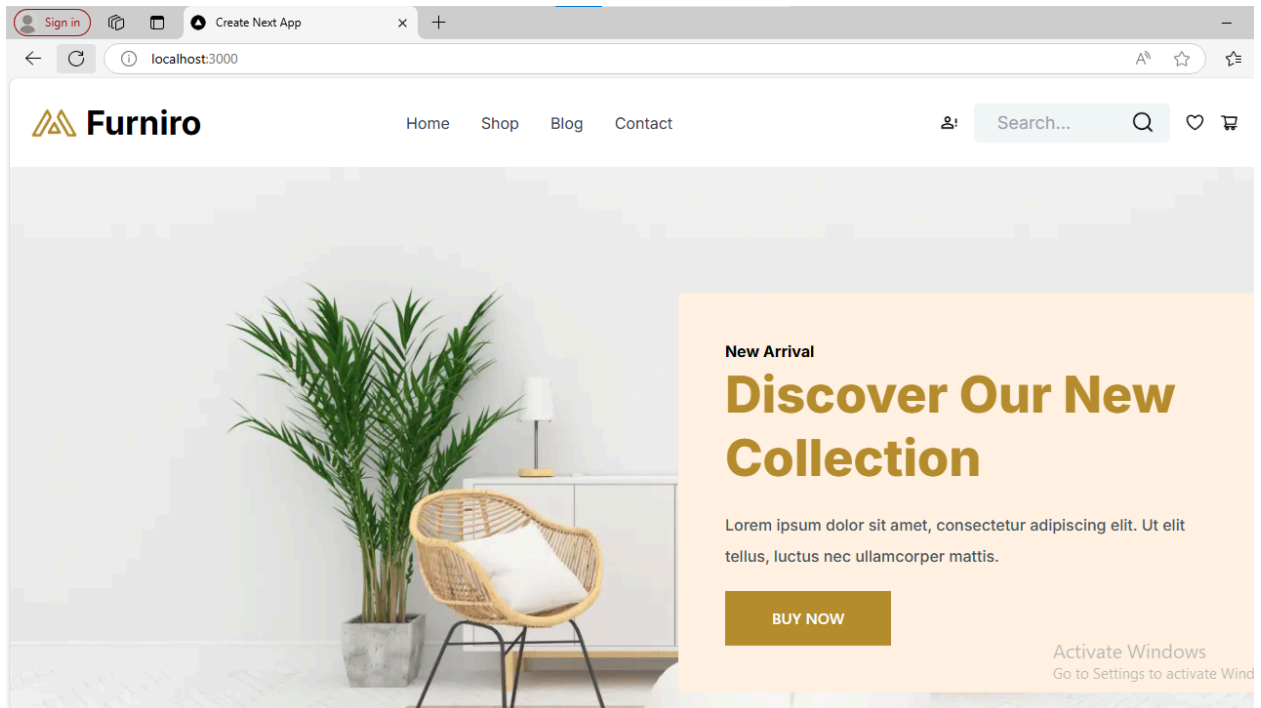 Sign in
Create Next App
localhost:3000
Furniro
Home Shop Blog Contact
Search...
New Arrival
Discover Our New
Collection
Lorem ipsum dolor sit amet, consectetur adipiscing elit. Ut elit
tellus, luctus nec ullamcorper mattis.
BUY NOW
Activate Windows
Go to Settings to activate Wind